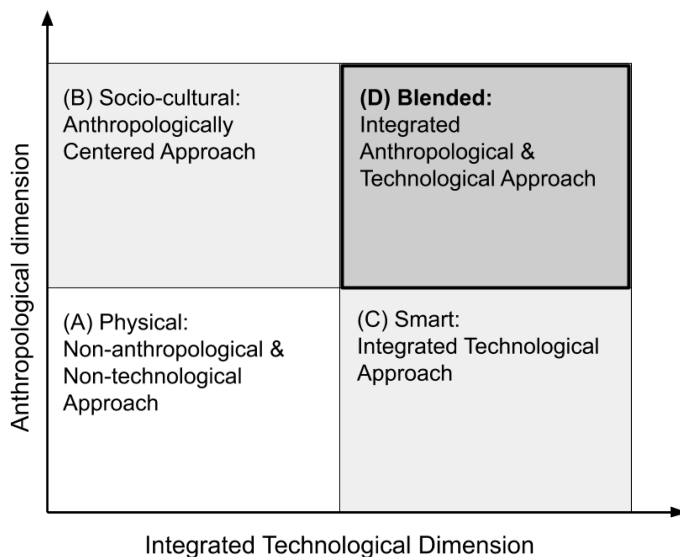 Anthropological dimension
(B) Socio-cultural:
Anthropologically
Centered Approach
(D) Blended:
Integrated
Anthropological &
Technological Approach
(A) Physical:
Non-anthropological &
Non-technological
Approach
(C) Smart:
Integrated Technological
Approach
Integrated Technological Dimension